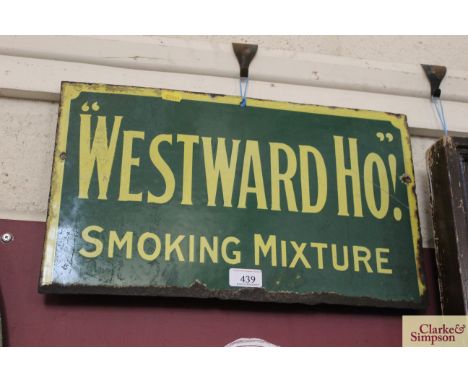 "WESTWARD HO"!
SMOKING MIXTURE
439
Clarke&
Simpson